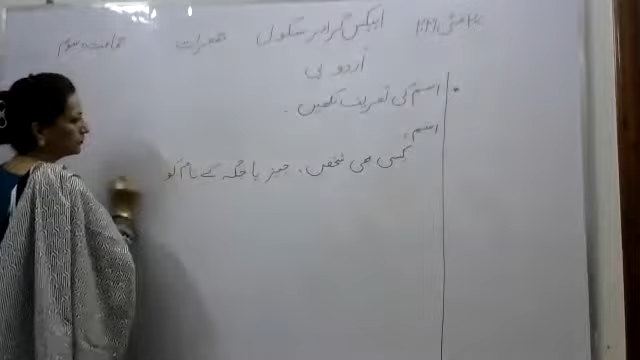 ایپکس گرامر سکول جمعرات جماعت سوم
اردو بی
اسم کی تعریف لکھیں ۔
اسم:
کسی بھی شخص، چیز یا جگہ کے نام کو